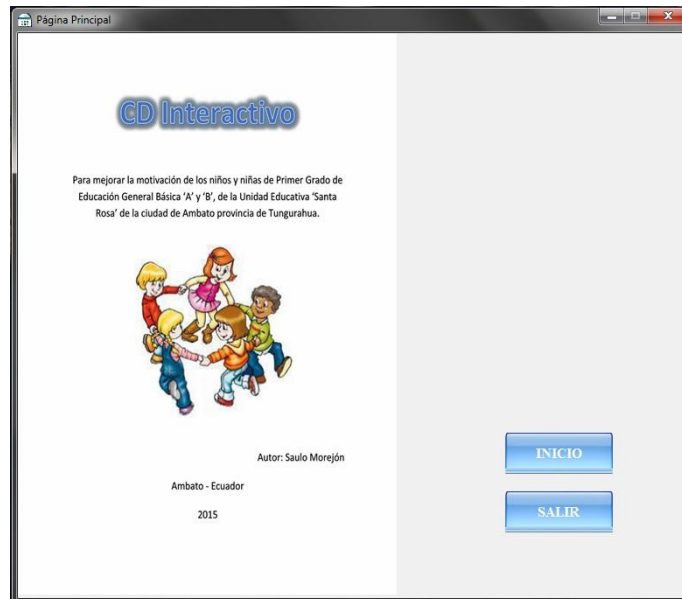 Página Principal
CD Interactivo
Para mejorar la motivación de los niños y niñas de Primer Grado de
Educación General Básica 'A' y 'B', de la Unidad Educativa 'Santa
Rosa' de la ciudad de Ambato provincia de Tungurahua.
Autor: Saulo Morejón
Ambato - Ecuador
2015
INICIO
SALIR